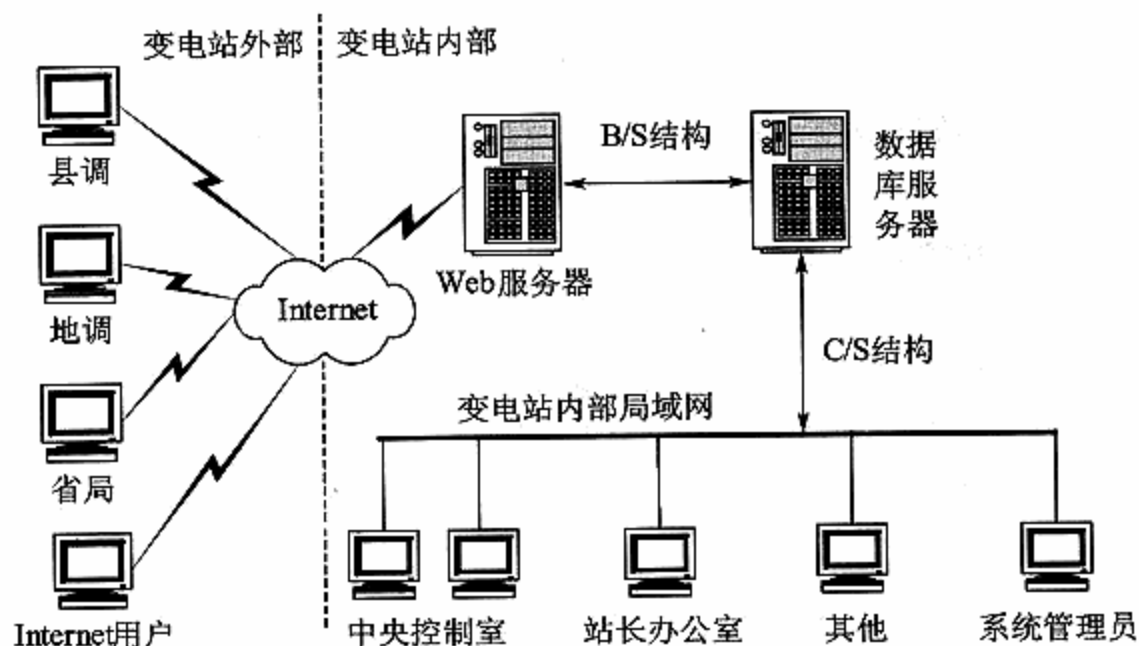 变电站外部
变电站内部
县调
地调
省局
Internet用户
Internet
Web服务器
B/S结构
数据
库服
务器
C/S结构
变电站内部局域网
中央控制室
站长办公室
其他
系统管理员